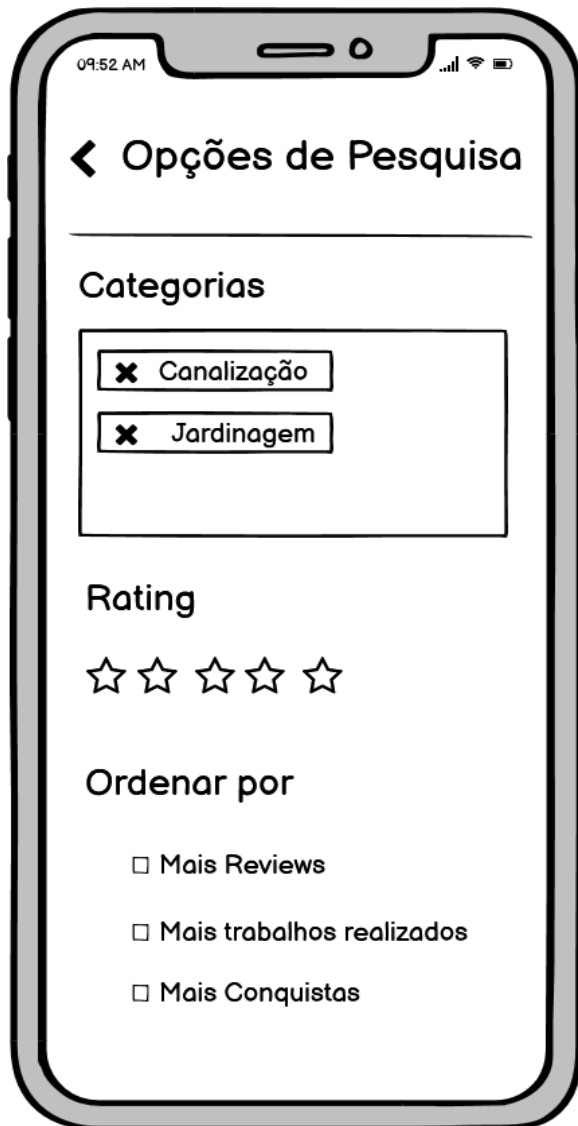 09:52 AM
Opções de Pesquisa
Categorias
Canalização
Jardinagem
Rating
Ordenar por
Mais Reviews
Mais trabalhos realizados
Mais Conquistas